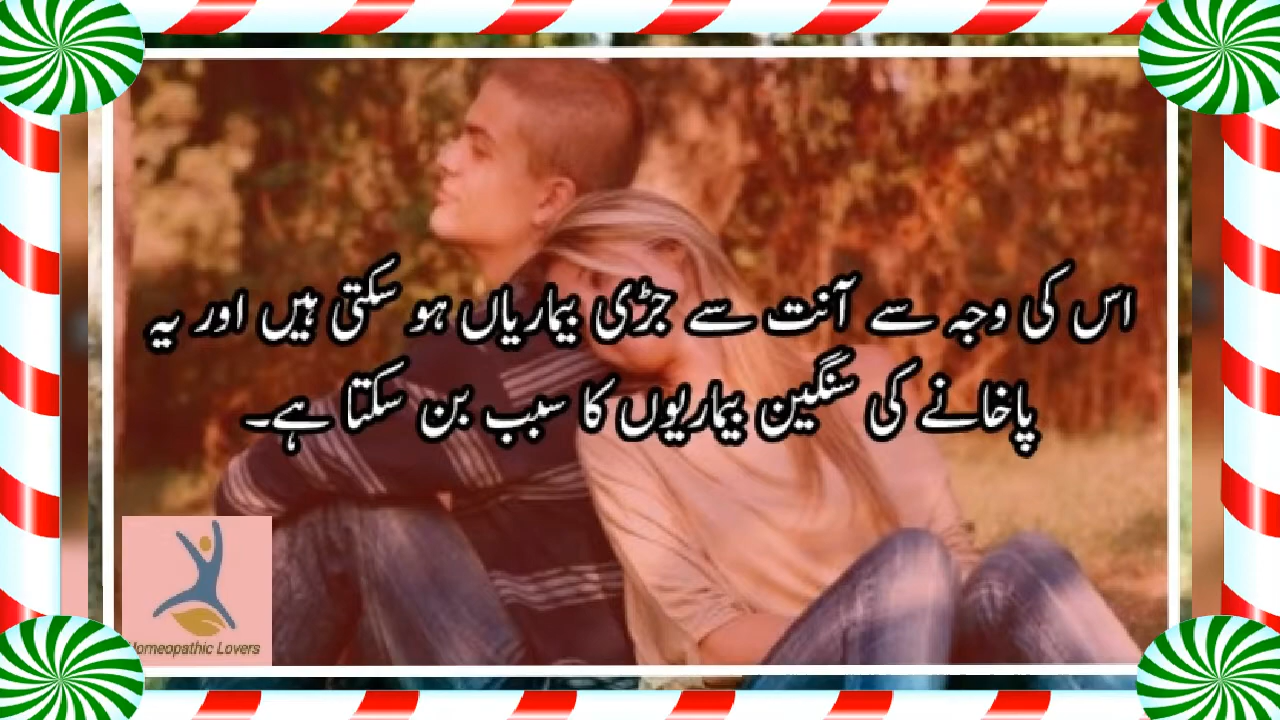 اس کی وجہ سے آنت سے جڑی بیماریاں ہو سکتی ہیں اور یہ
پاخانے کی سنگین بیماریوں کا سبب بن سکتا ہے۔
Homeopathic Lovers